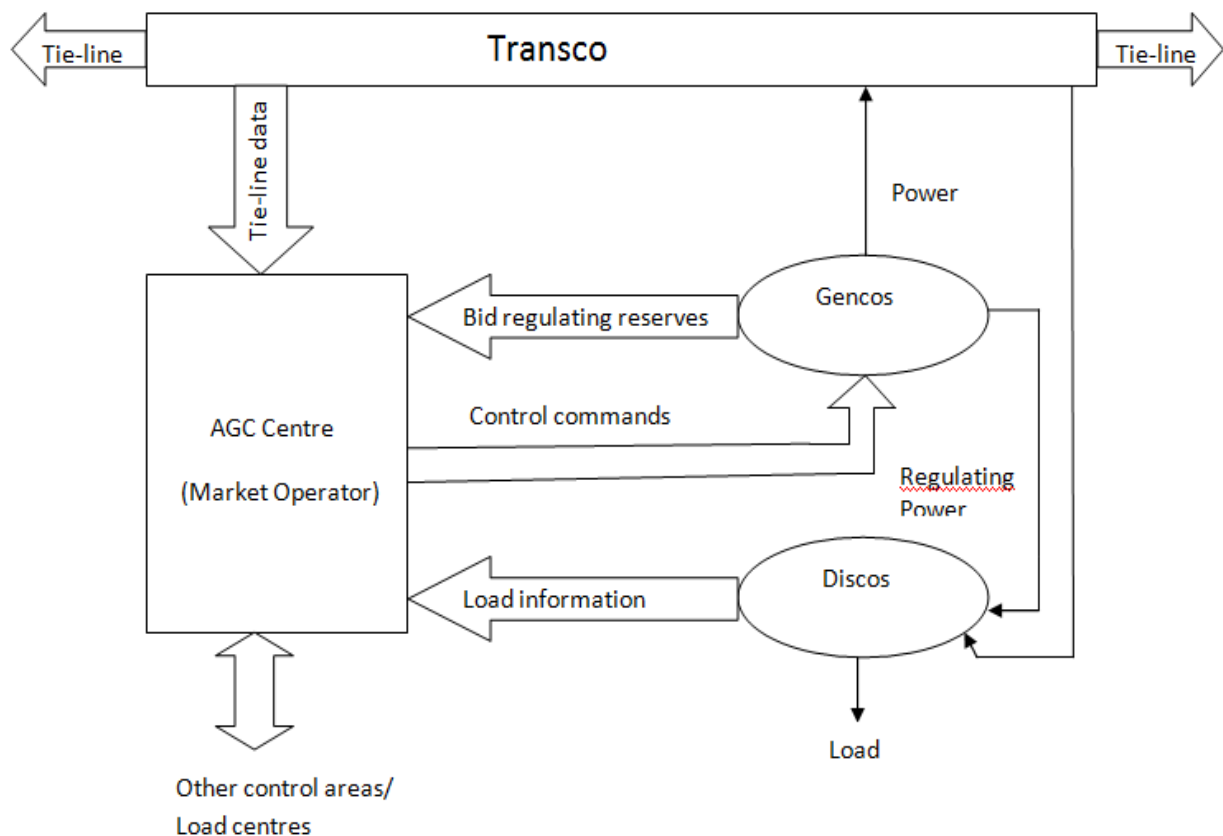 Tie-line
Transco
Tie-line
Tie-line data
Power
Gencos
Bid regulating reserves
Control commands
AGC Centre
(Market Operator)
Regulating
Power
Discos
Load information
Load
Other control areas/
Load centres